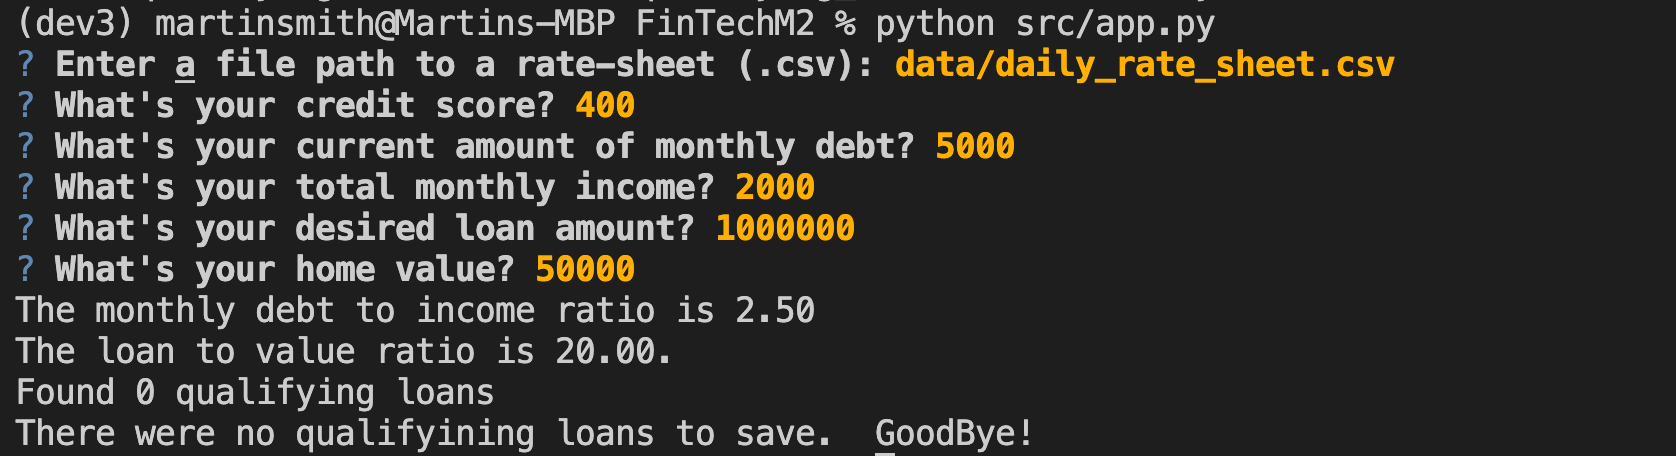 (dev3) martinsmith@Martins-MBP FinTechM2 % python src/app.py
? Enter a file path to a rate-sheet (.csv): data/daily_rate_sheet.csv
? What's your credit score? 400
? What's your current amount of monthly debt? 5000
? What's your total monthly income? 2000
? What's your desired loan amount? 1000000
? What's your home value? 50000
The monthly debt to income ratio is 2.50
The loan to value ratio is 20.00.
Found 0 qualifying loans
There were no qualifyining loans to save.  GoodBye!